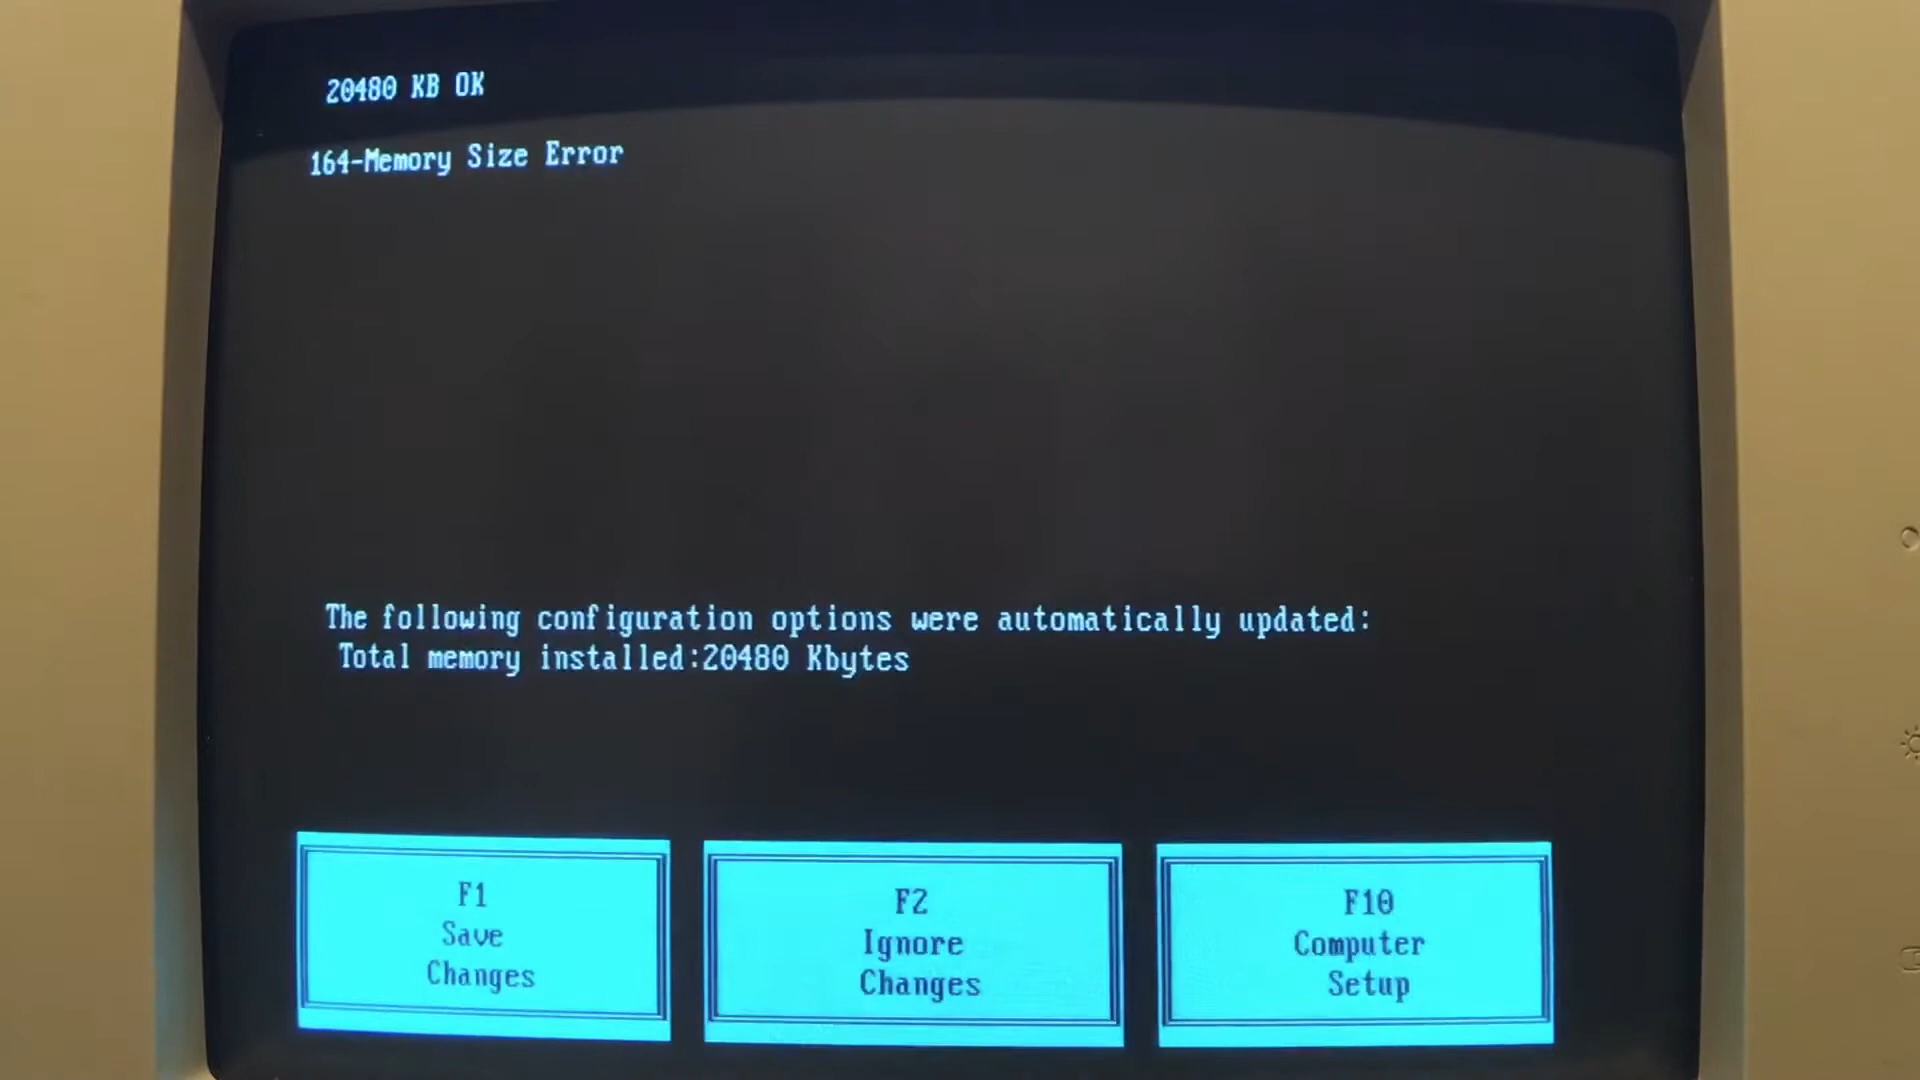 20480 KB OK
164-Memory Size Error
The following configuration options were automatically updated:
Total memory installed:20480 Kbytes
F1
Save
Changes
F2
Ignore
Changes
F10
Computer
Setup